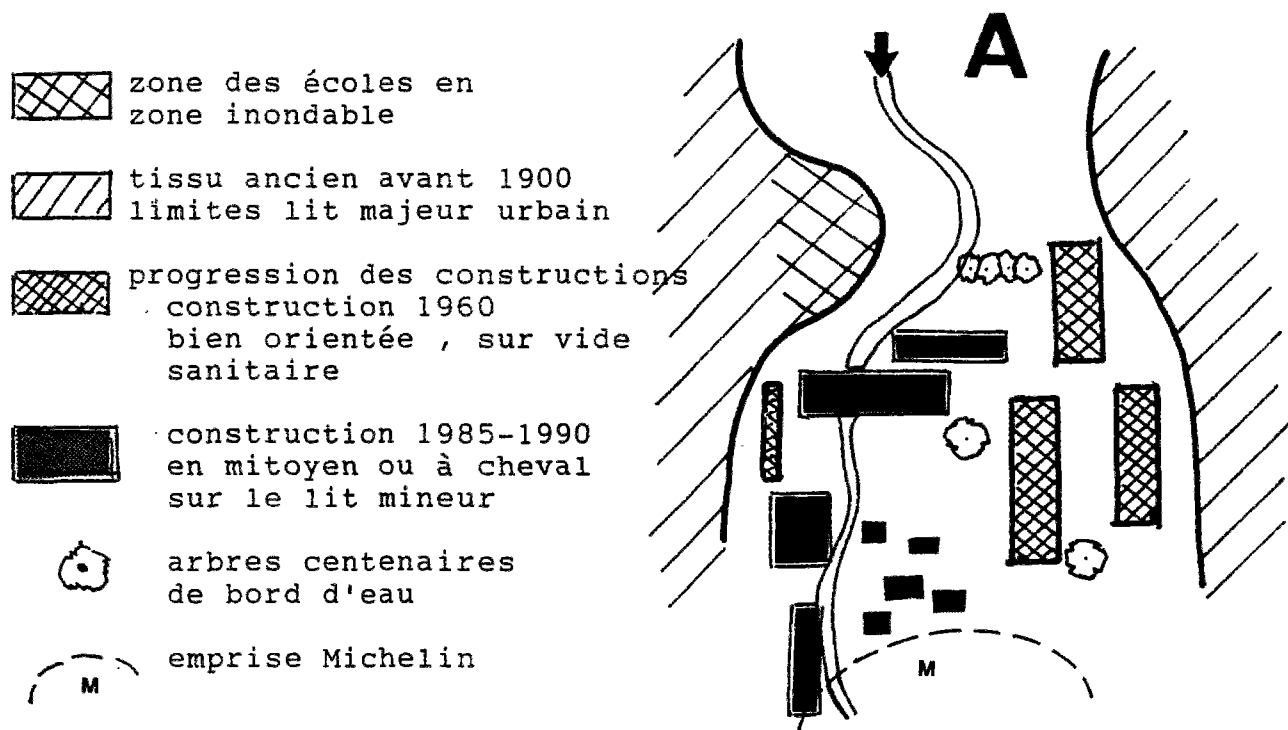 A
zone des écoles en
zone inondable
tissu ancien avant 1900
limites lit majeur urbain
progression des constructions
construction 1960
bien orientée , sur vide
sanitaire
construction 1985-1990
en mitoyen ou à cheval
sur le lit mineur
arbres centenaires
de bord d'eau
emprise Michelin
M
M